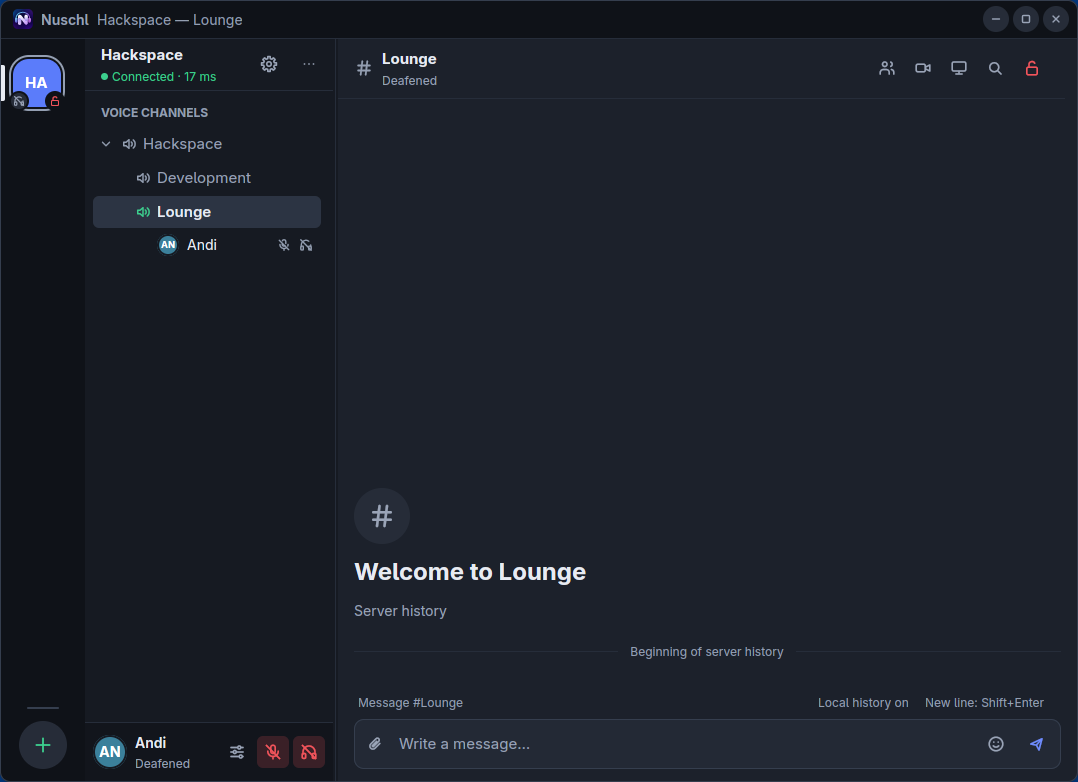 N Nuschl Hackspace — Lounge
HA
Hackspace
Connected · 17 ms
VOICE CHANNELS
Hackspace
Development
Lounge
AN Andi
AN
Andi
Deafened
Lounge
Deafened
Welcome to Lounge
Server history
Beginning of server history
Message #Lounge
Local history on
New line: Shift+Enter
Write a message...